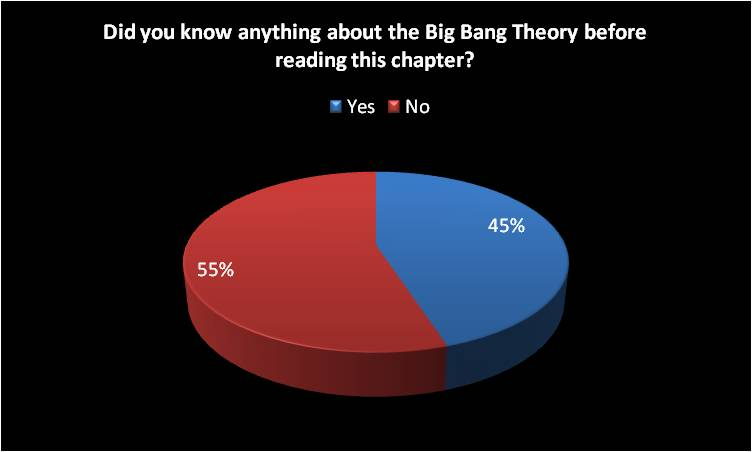 Did you know anything about the Big Bang Theory before
reading this chapter?
Yes No
45%
55%